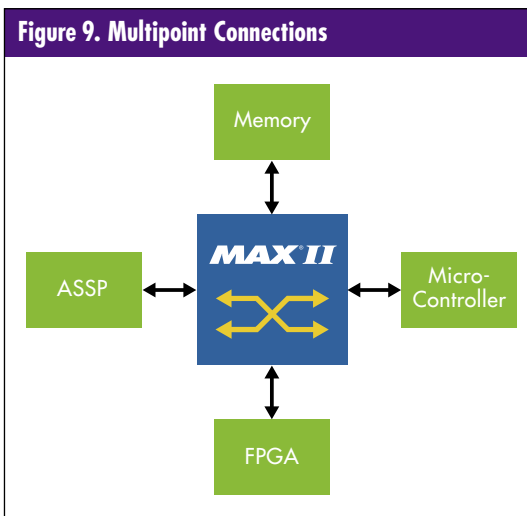 Figure 9. Multipoint Connections
Memory
MAX® II
ASSP
Micro-
Controller
FPGA